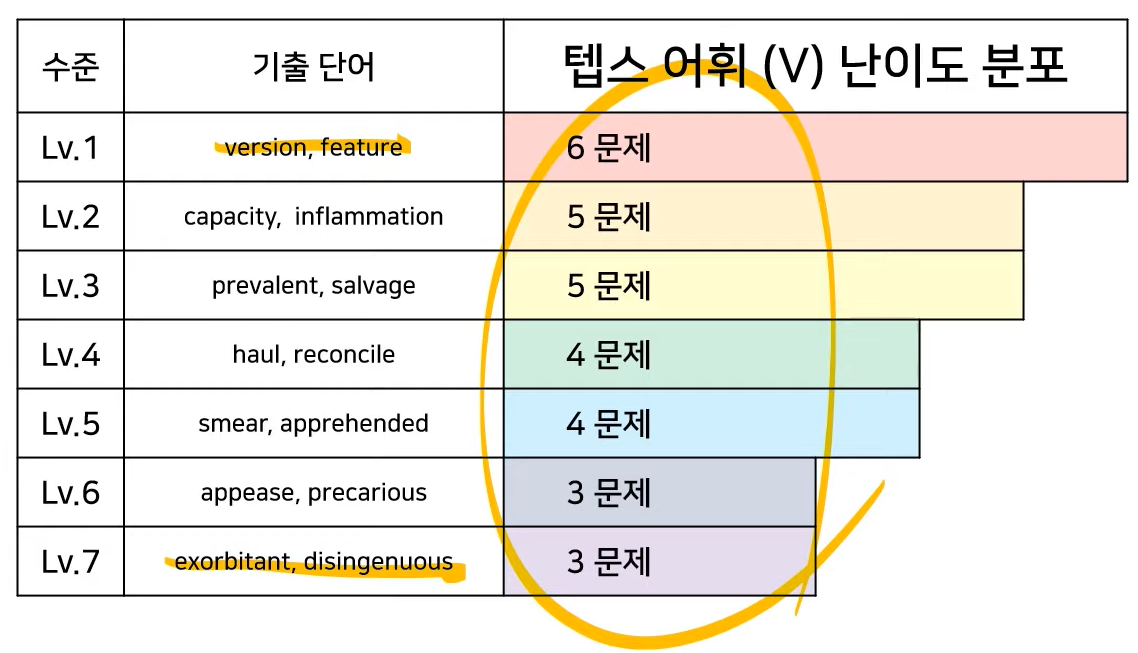 수준 기출 단어 텝스 어휘 (V) 난이도 분포
Lv.1 version, feature 6 문제
Lv.2 capacity, inflammation 5 문제
Lv.3 prevalent, salvage 5 문제
Lv.4 haul, reconcile 4 문제
Lv.5 smear, apprehended 4 문제
Lv.6 appease, precarious 3 문제
Lv.7 exorbitant, disingenuous 3 문제